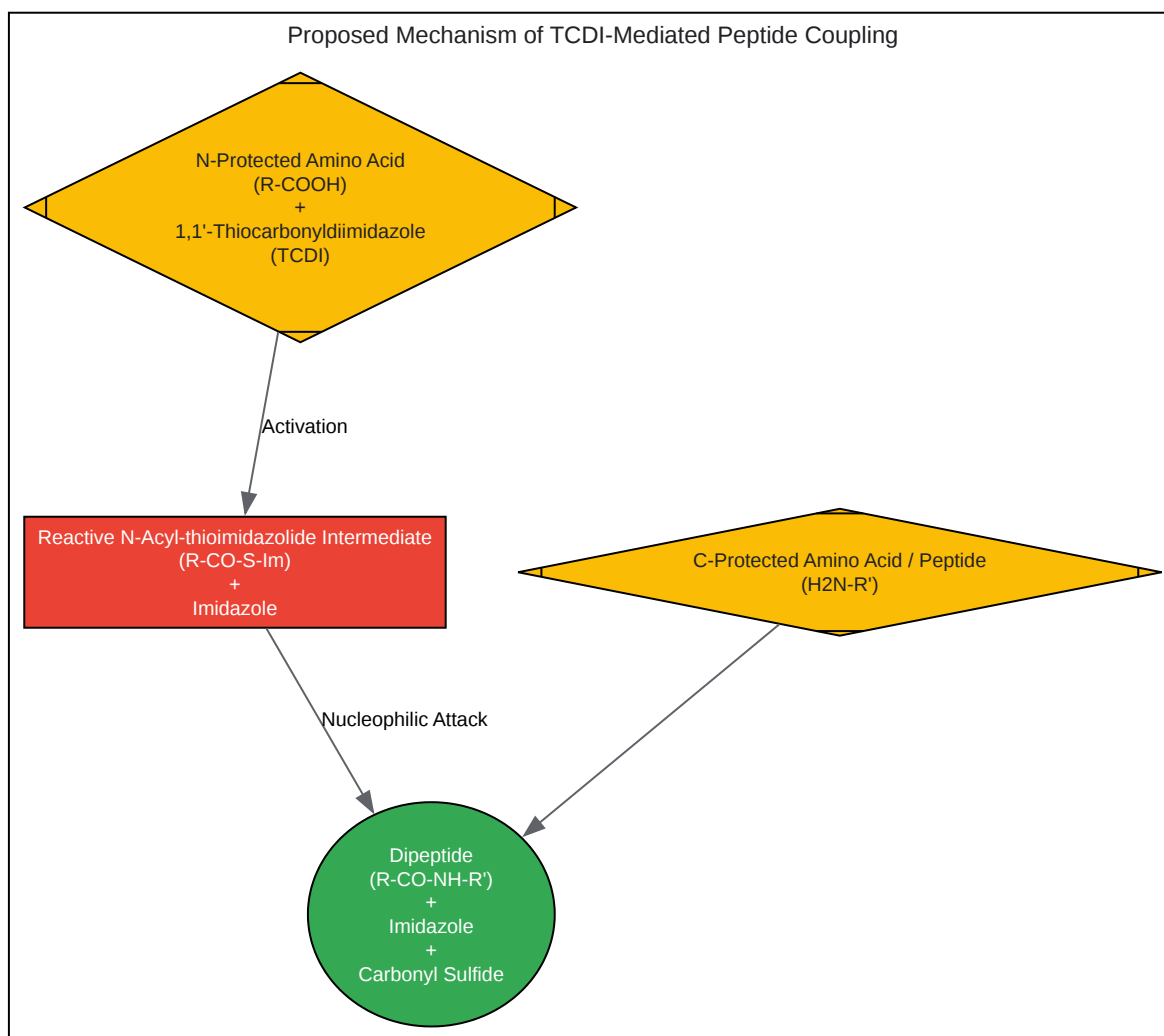 Proposed Mechanism of TCDI-Mediated Peptide Coupling
N-Protected Amino Acid
(R-COOH)
+
1,1'-Thiocarbonyldiimidazole
(TCDI)
Activation
Reactive N-Acyl-thioimidazolide Intermediate
(R-CO-S-Im)
+
Imidazole
C-Protected Amino Acid / Peptide
(H2N-R')
Nucleophilic Attack
Dipeptide
(R-CO-NH-R')
+
Imidazole
+
Carbonyl Sulfide